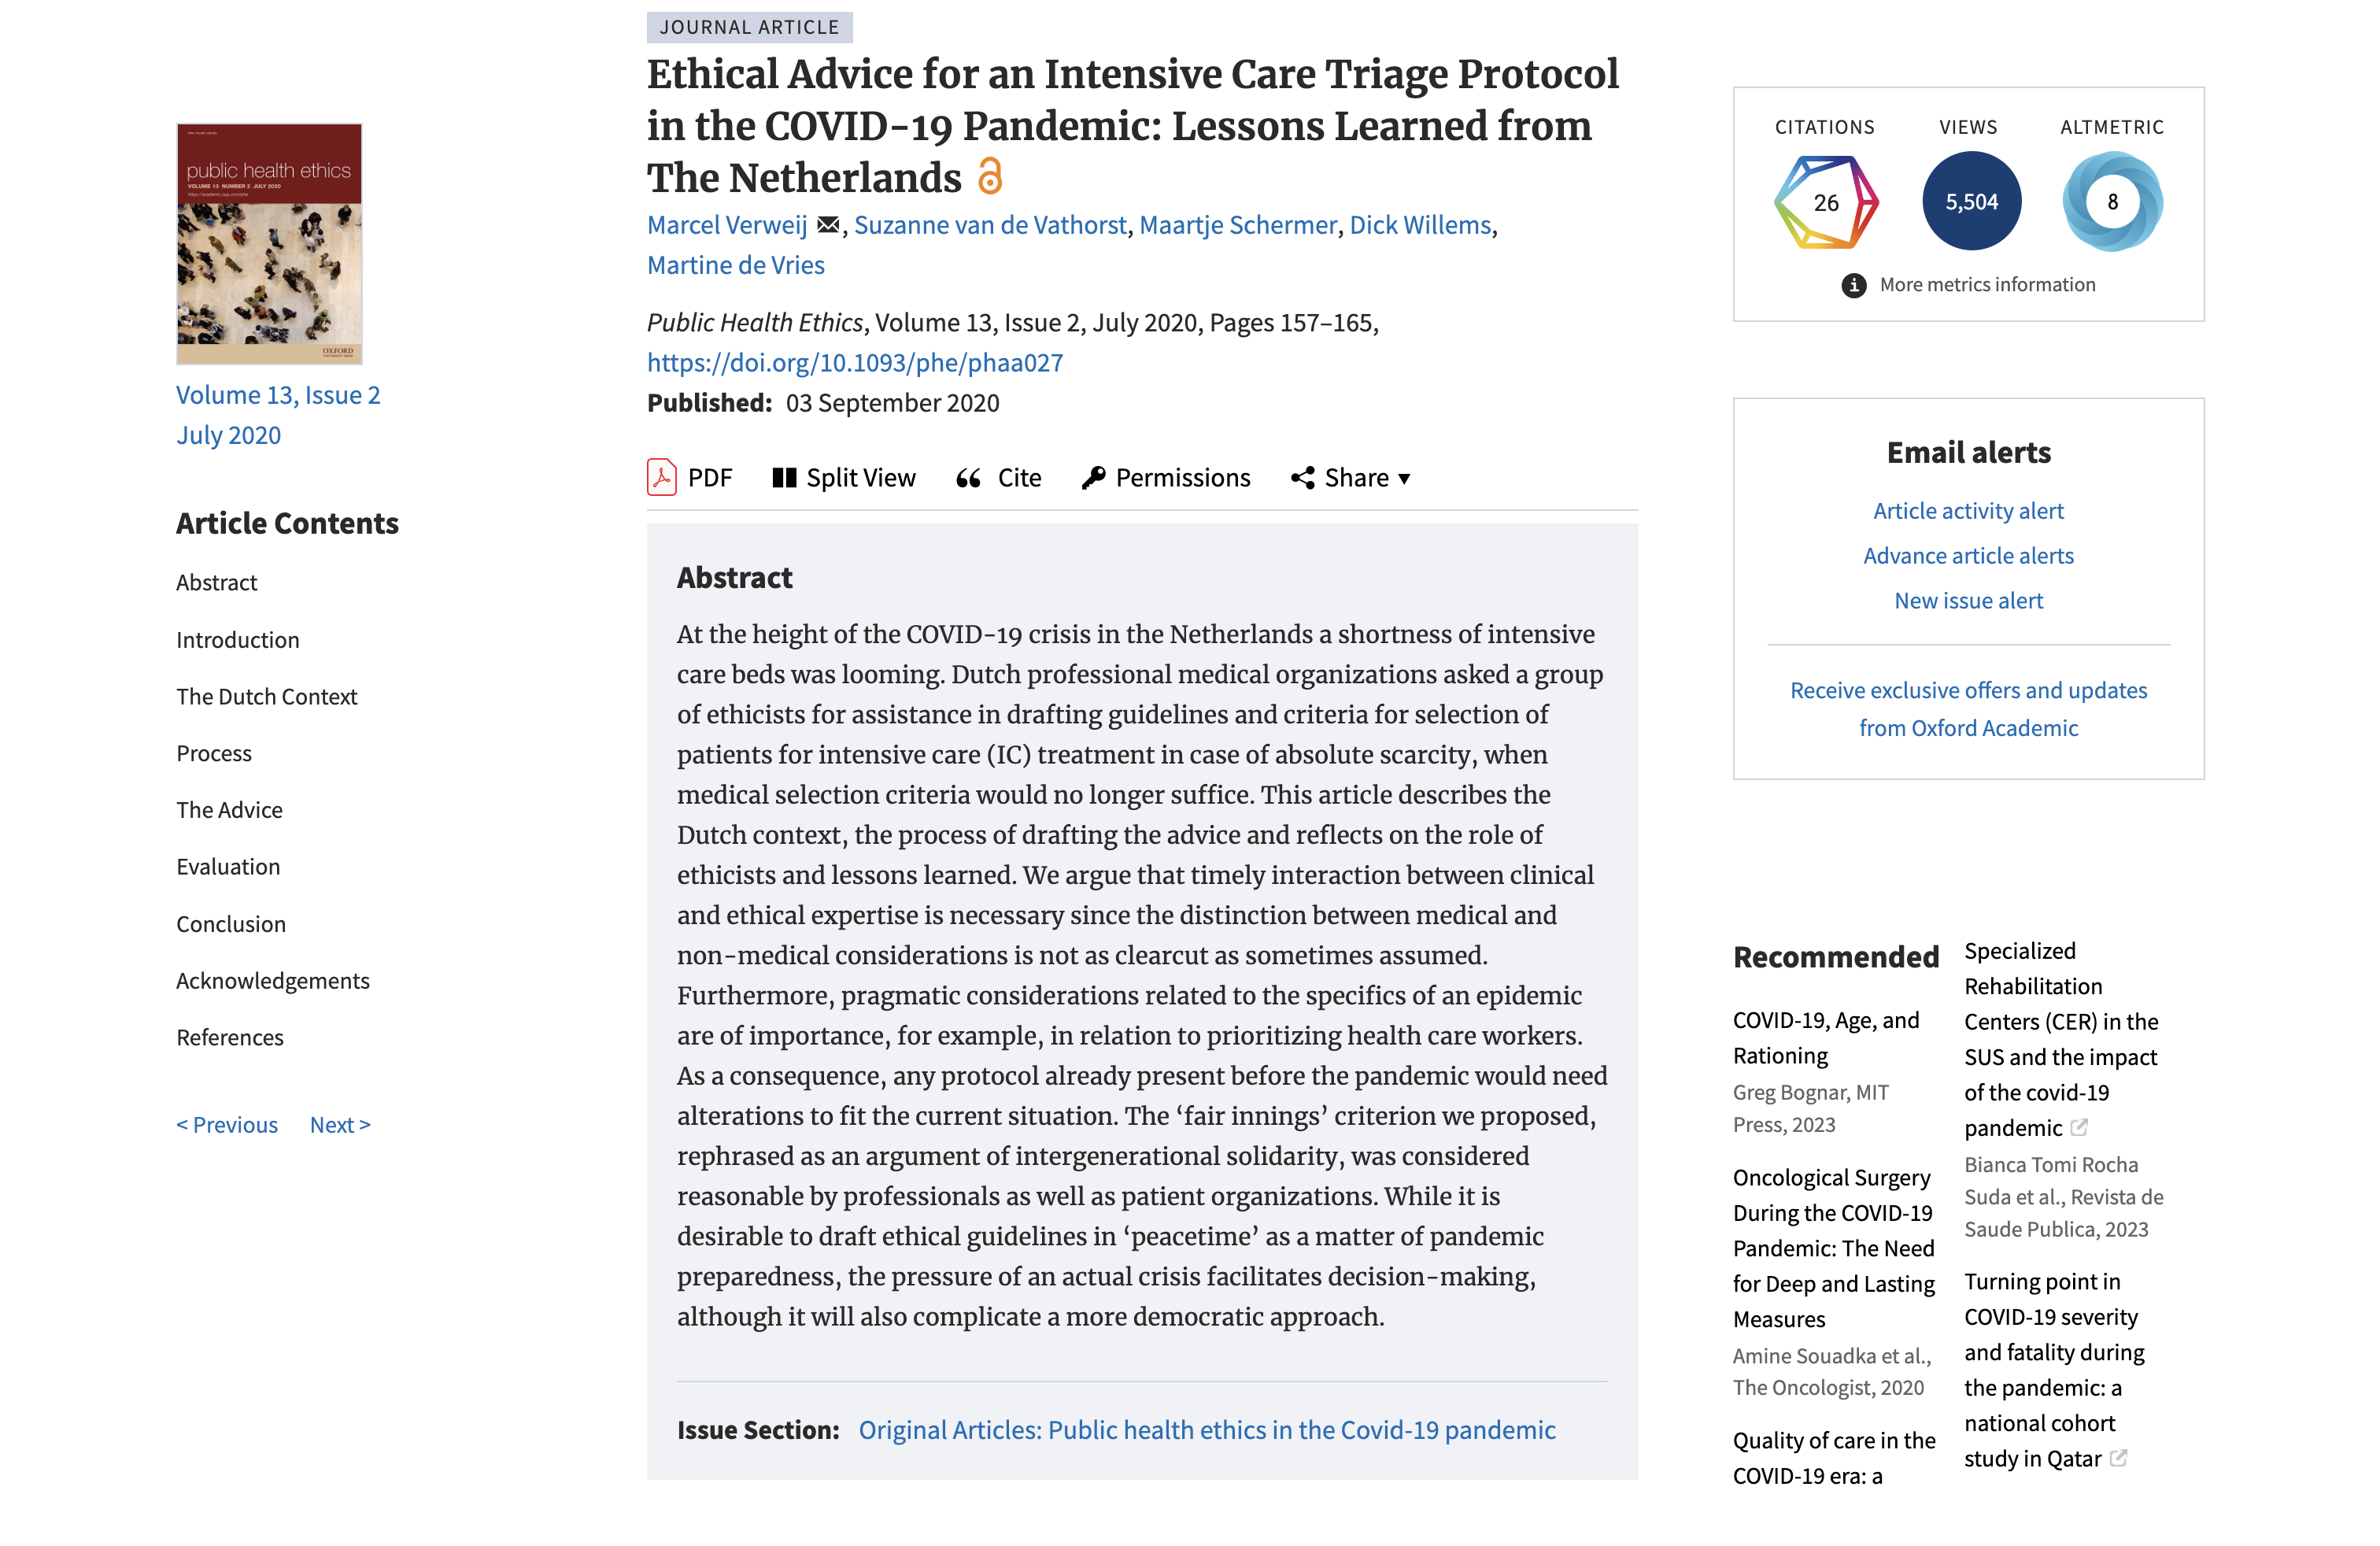 public health ethics
VOLUME 13 NUMBER 2 JULY 2020
OXFORD
Volume 13, Issue 2
July 2020
Article Contents
Abstract
Introduction
The Dutch Context
Process
The Advice
Evaluation
Conclusion
Acknowledgements
References
< Previous Next >
JOURNAL ARTICLE
Ethical Advice for an Intensive Care Triage Protocol
in the COVID-19 Pandemic: Lessons Learned from
The Netherlands
Marcel Verweij, Suzanne van de Vathorst, Maartje Schermer, Dick Willems,
Martine de Vries
Public Health Ethics, Volume 13, Issue 2, July 2020, Pages 157–165,
https://doi.org/10.1093/phe/phaa027
Published: 03 September 2020
PDF Split View Cite Permissions Share
Abstract
At the height of the COVID-19 crisis in the Netherlands a shortness of intensive
care beds was looming. Dutch professional medical organizations asked a group
of ethicists for assistance in drafting guidelines and criteria for selection of
patients for intensive care (IC) treatment in case of absolute scarcity, when
medical selection criteria would no longer suffice. This article describes the
Dutch context, the process of drafting the advice and reflects on the role of
ethicists and lessons learned. We argue that timely interaction between clinical
and ethical expertise is necessary since the distinction between medical and
non-medical considerations is not as clearcut as sometimes assumed.
Furthermore, pragmatic considerations related to the specifics of an epidemic
are of importance, for example, in relation to prioritizing health care workers.
As a consequence, any protocol already present before the pandemic would need
alterations to fit the current situation. The ‘fair innings’ criterion we proposed,
rephrased as an argument of intergenerational solidarity, was considered
reasonable by professionals as well as patient organizations. While it is
desirable to draft ethical guidelines in ‘peacetime’ as a matter of pandemic
preparedness, the pressure of an actual crisis facilitates decision-making,
although it will also complicate a more democratic approach.
Issue Section: Original Articles: Public health ethics in the Covid-19 pandemic
CITATIONS VIEWS ALTMETRIC
26 5,504 8
More metrics information
Email alerts
Article activity alert
Advance article alerts
New issue alert
Receive exclusive offers and updates
from Oxford Academic
Recommended
COVID-19, Age, and
Rationing
Greg Bognar, MIT
Press, 2023
Oncological Surgery
During the COVID-19
Pandemic: The Need
for Deep and Lasting
Measures
Amine Souadka et al.,
The Oncologist, 2020
Quality of care in the
COVID-19 era: a
Specialized
Rehabilitation
Centers (CER) in the
SUS and the impact
of the covid-19
pandemic
Bianca Tomi Rocha
Suda et al., Revista de
Saude Publica, 2023
Turning point in
COVID-19 severity
and fatality during
the pandemic: a
national cohort
study in Qatar